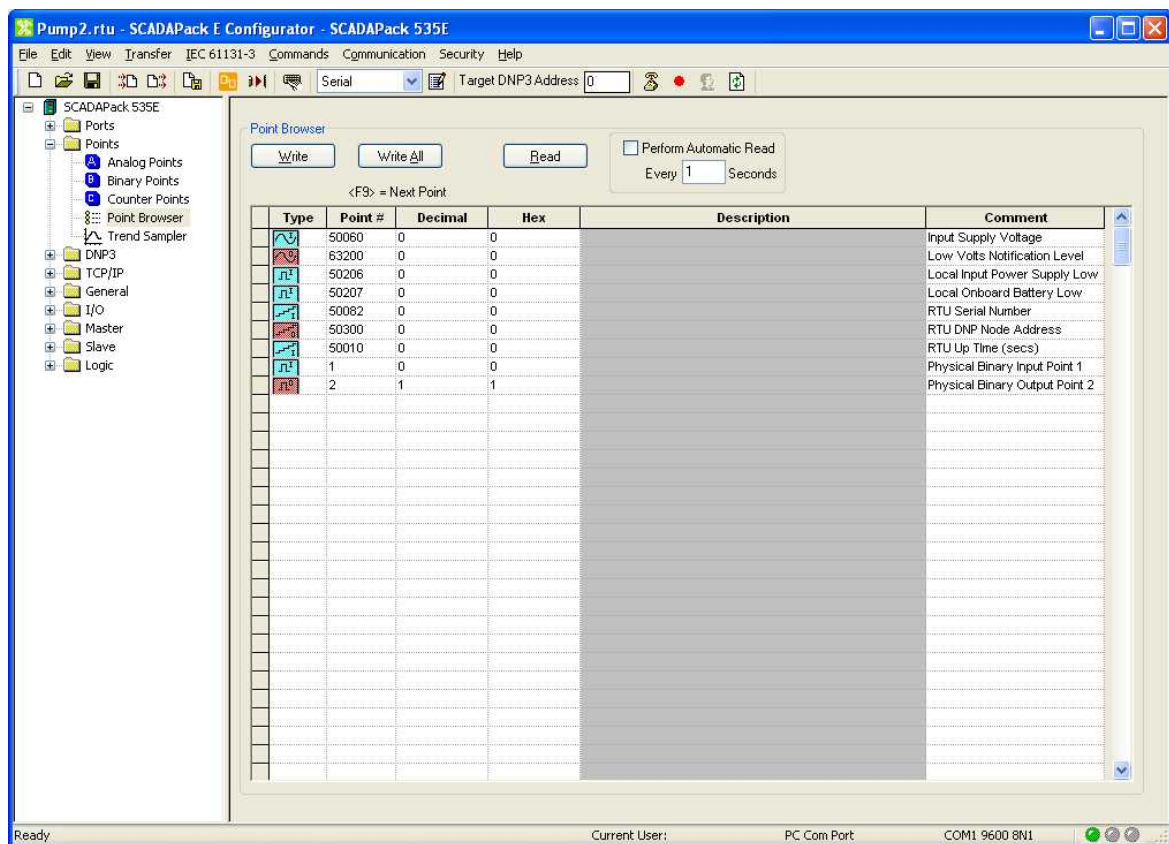 Pump2.rtu - SCADAPack E Configurator - SCADAPack 535E
File Edit View Transfer IEC 61131-3 Commands Communication Security Help
Serial Target DNP3 Address 0
SCADAPack 535E
Ports
Points
A Analog Points
B Binary Points
C Counter Points
Point Browser
Trend Sampler
DNP3
TCP/IP
General
I/O
Master
Slave
Logic
Point Browser
Write Write All Read
Perform Automatic Read
Every 1 Seconds
<F9> = Next Point
Type Point # Decimal Hex Description Comment
50060 0 0 Input Supply Voltage
63200 0 0 Low Volts Notification Level
50206 0 0 Local Input Power Supply Low
50207 0 0 Local Onboard Battery Low
50082 0 0 RTU Serial Number
50300 0 0 RTU DNP Node Address
50010 0 0 RTU Up TIme (secs)
1 0 0 Physical Binary Input Point 1
2 1 1 Physical Binary Output Point 2
Ready Current User: PC Com Port COM1 9600 8N1